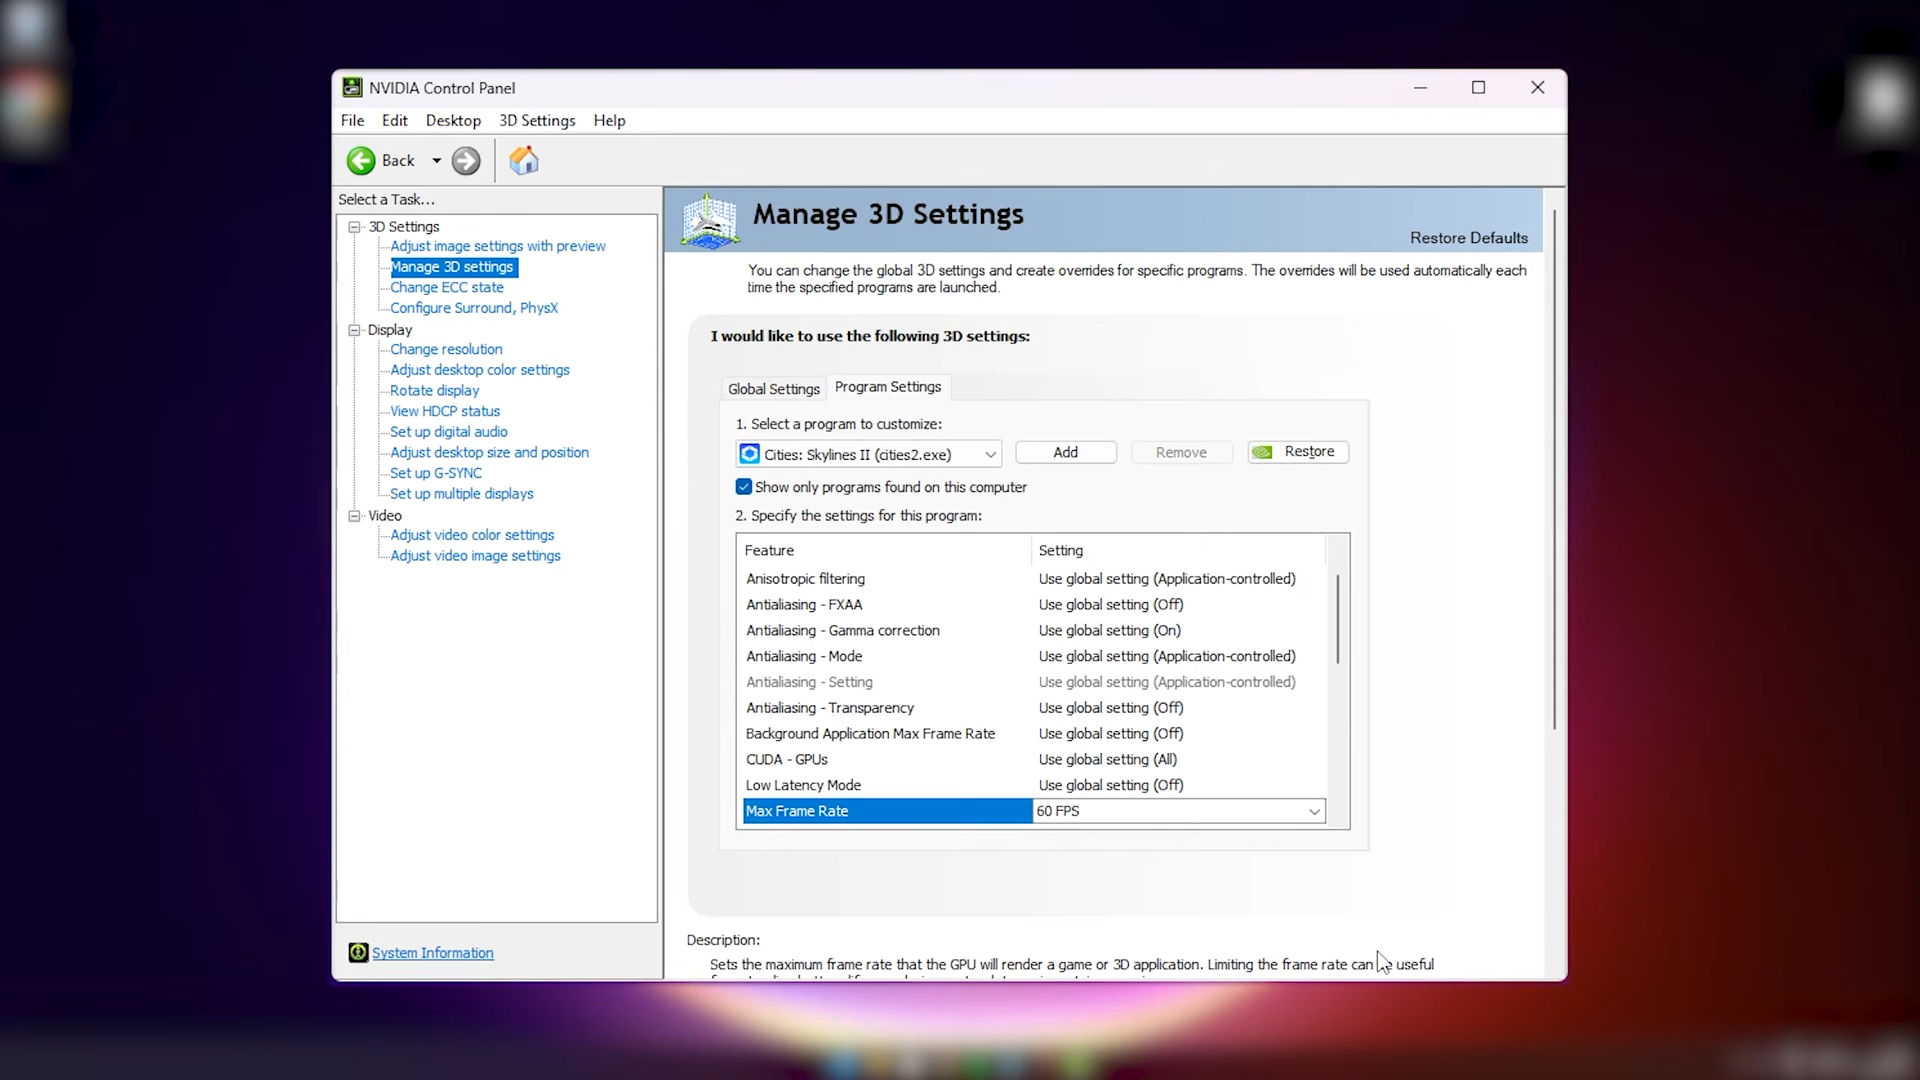 NVIDIA Control Panel
File Edit Desktop 3D Settings Help
Back
Select a Task...
3D Settings
Adjust image settings with preview
Manage 3D settings
Change ECC state
Configure Surround, PhysX
Display
Change resolution
Adjust desktop color settings
Rotate display
View HDCP status
Set up digital audio
Adjust desktop size and position
Set up G-SYNC
Set up multiple displays
Video
Adjust video color settings
Adjust video image settings
System Information
Manage 3D Settings
Restore Defaults
You can change the global 3D settings and create overrides for specific programs. The overrides will be used automatically each
time the specified programs are launched.
I would like to use the following 3D settings:
Global Settings Program Settings
1. Select a program to customize:
Cities: Skylines II (cities2.exe) Add Remove Restore
Show only programs found on this computer
2. Specify the settings for this program:
Feature Setting
Anisotropic filtering Use global setting (Application-controlled)
Antialiasing - FXAA Use global setting (Off)
Antialiasing - Gamma correction Use global setting (On)
Antialiasing - Mode Use global setting (Application-controlled)
Antialiasing - Setting Use global setting (Application-controlled)
Antialiasing - Transparency Use global setting (Off)
Background Application Max Frame Rate Use global setting (Off)
CUDA - GPUs Use global setting (All)
Low Latency Mode Use global setting (Off)
Max Frame Rate 60 FPS
Description:
Sets the maximum frame rate that the GPU will render a game or 3D application. Limiting the frame rate can be useful